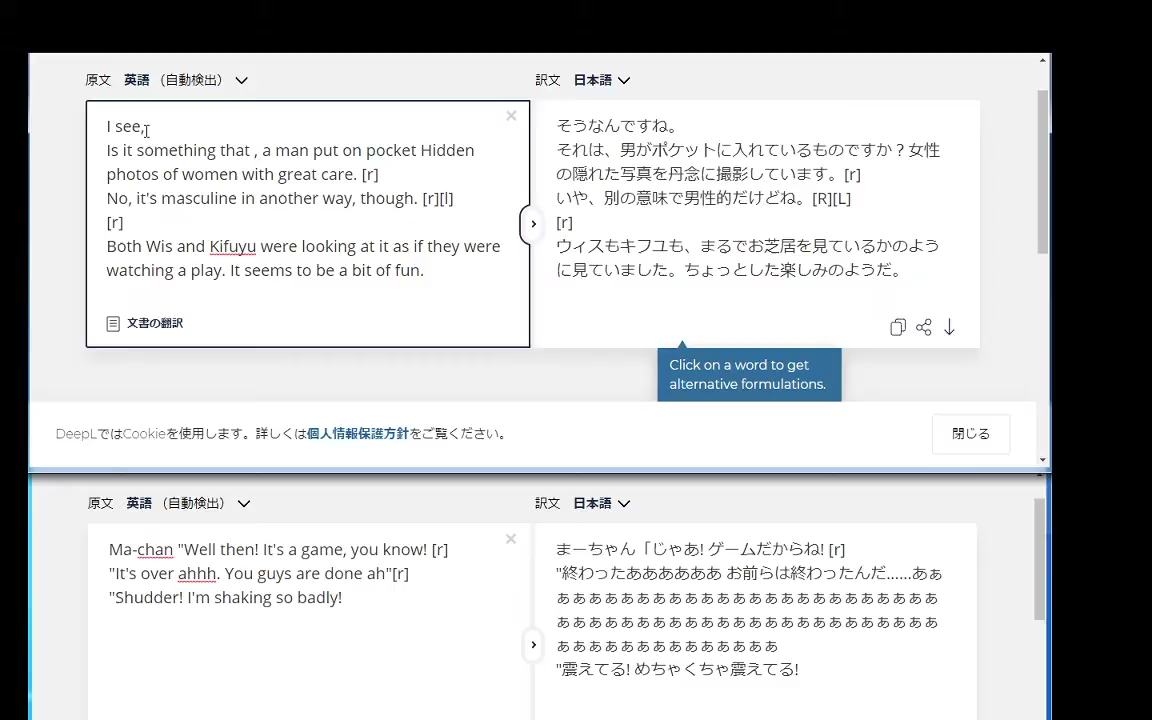 原文 英語 (自動検出)
訳文 日本語
I see,
Is it something that , a man put on pocket Hidden
photos of women with great care. [r]
No, it's masculine in another way, though. [r][l]
[r]
Both Wis and Kifuyu were looking at it as if they were
watching a play. It seems to be a bit of fun.
文書の翻訳
そうなんですね。
それは、男がポケットに入れているものですか？女性
の隠れた写真を丹念に撮影しています。[r]
いや、別の意味で男性的だけどね。[R][L]
[r]
ウィスもキフユも、まるでお芝居を見ているかのよう
に見ていました。ちょっとした楽しみのようだ。
Click on a word to get
alternative formulations.
DeepLではCookieを使用します。詳しくは個人情報保護方針をご覧ください。
閉じる
原文 英語 (自動検出)
訳文 日本語
Ma-chan "Well then! It's a game, you know! [r]
"It's over ahhh. You guys are done ah"[r]
"Shudder! I'm shaking so badly!
まーちゃん「じゃあ! ゲームだからね! [r]
"終わったああああああ お前らは終わったんだ……あぁ
ああああああああああああああああああああああああ
ああああああああああああああああああああああああ
ああああああああああああああ
"震えてる! めちゃくちゃ震えてる!